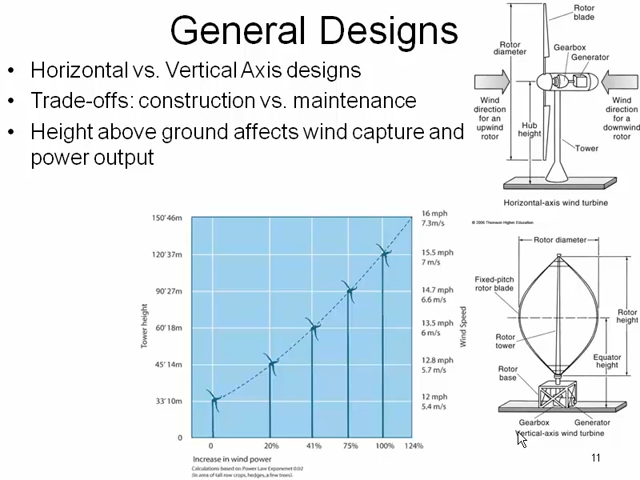 General Designs
• Horizontal vs. Vertical Axis designs
• Trade-offs: construction vs. maintenance
• Height above ground affects wind capture and
power output
Rotor
blade
Rotor
diameter
Gearbox
Generator
Wind
direction
for an
upwind
rotor
Wind
direction
for a
downwind
rotor
Hub
height
Tower
Horizontal-axis wind turbine
© 2006 Thomson Higher Education
Tower height
150' 46m
120' 37m
90' 27m
60' 18m
45' 14m
33' 10m
0
16 mph
7.3m/s
15.5 mph
7 m/s
14.7 mph
6.6 m/s
13.5 mph
6 m/s
12.8 mph
5.7 m/s
12 mph
5.4 m/s
Wind Speed
0 20% 41% 75% 100% 124%
Increase in wind power
Calculations based on Power Law Exponenet 0.02
(In area of tall row crops, hedges, a few trees).
Rotor diameter
Fixed-pitch
rotor blade
Rotor
height
Rotor
tower
Equator
height
Rotor
base
Gearbox
Generator
Vertical-axis wind turbine
11